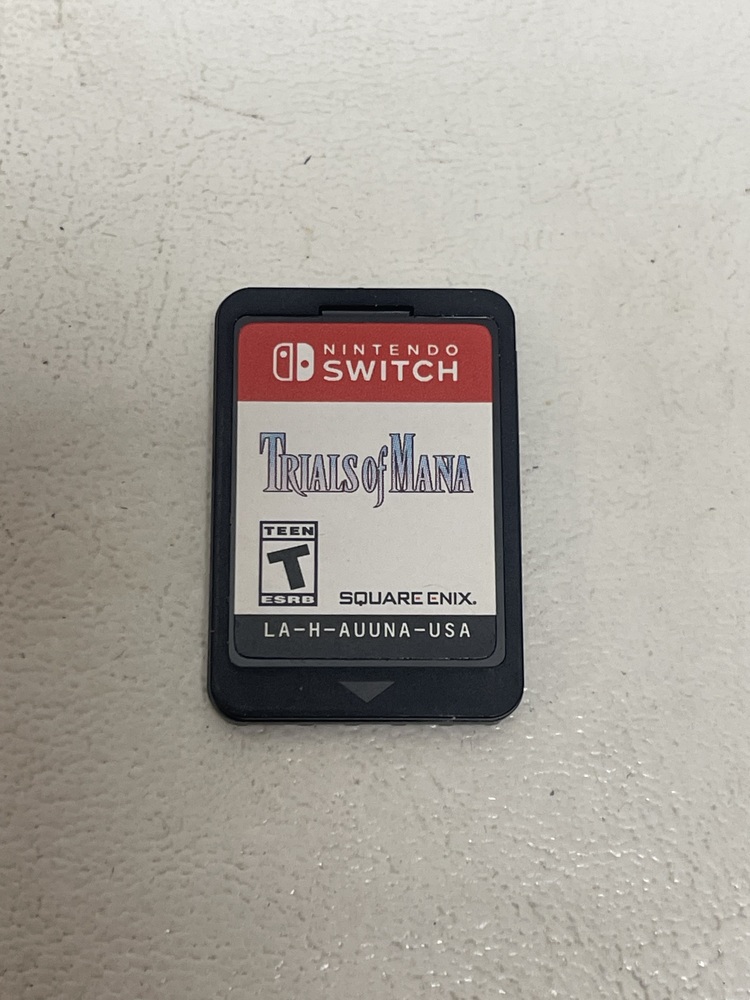 NINTENDO
SWITCH
TRIALS of MANA
TEEN
T
ESRB
SQUARE ENIX.
LA-H-AUUNA-USA